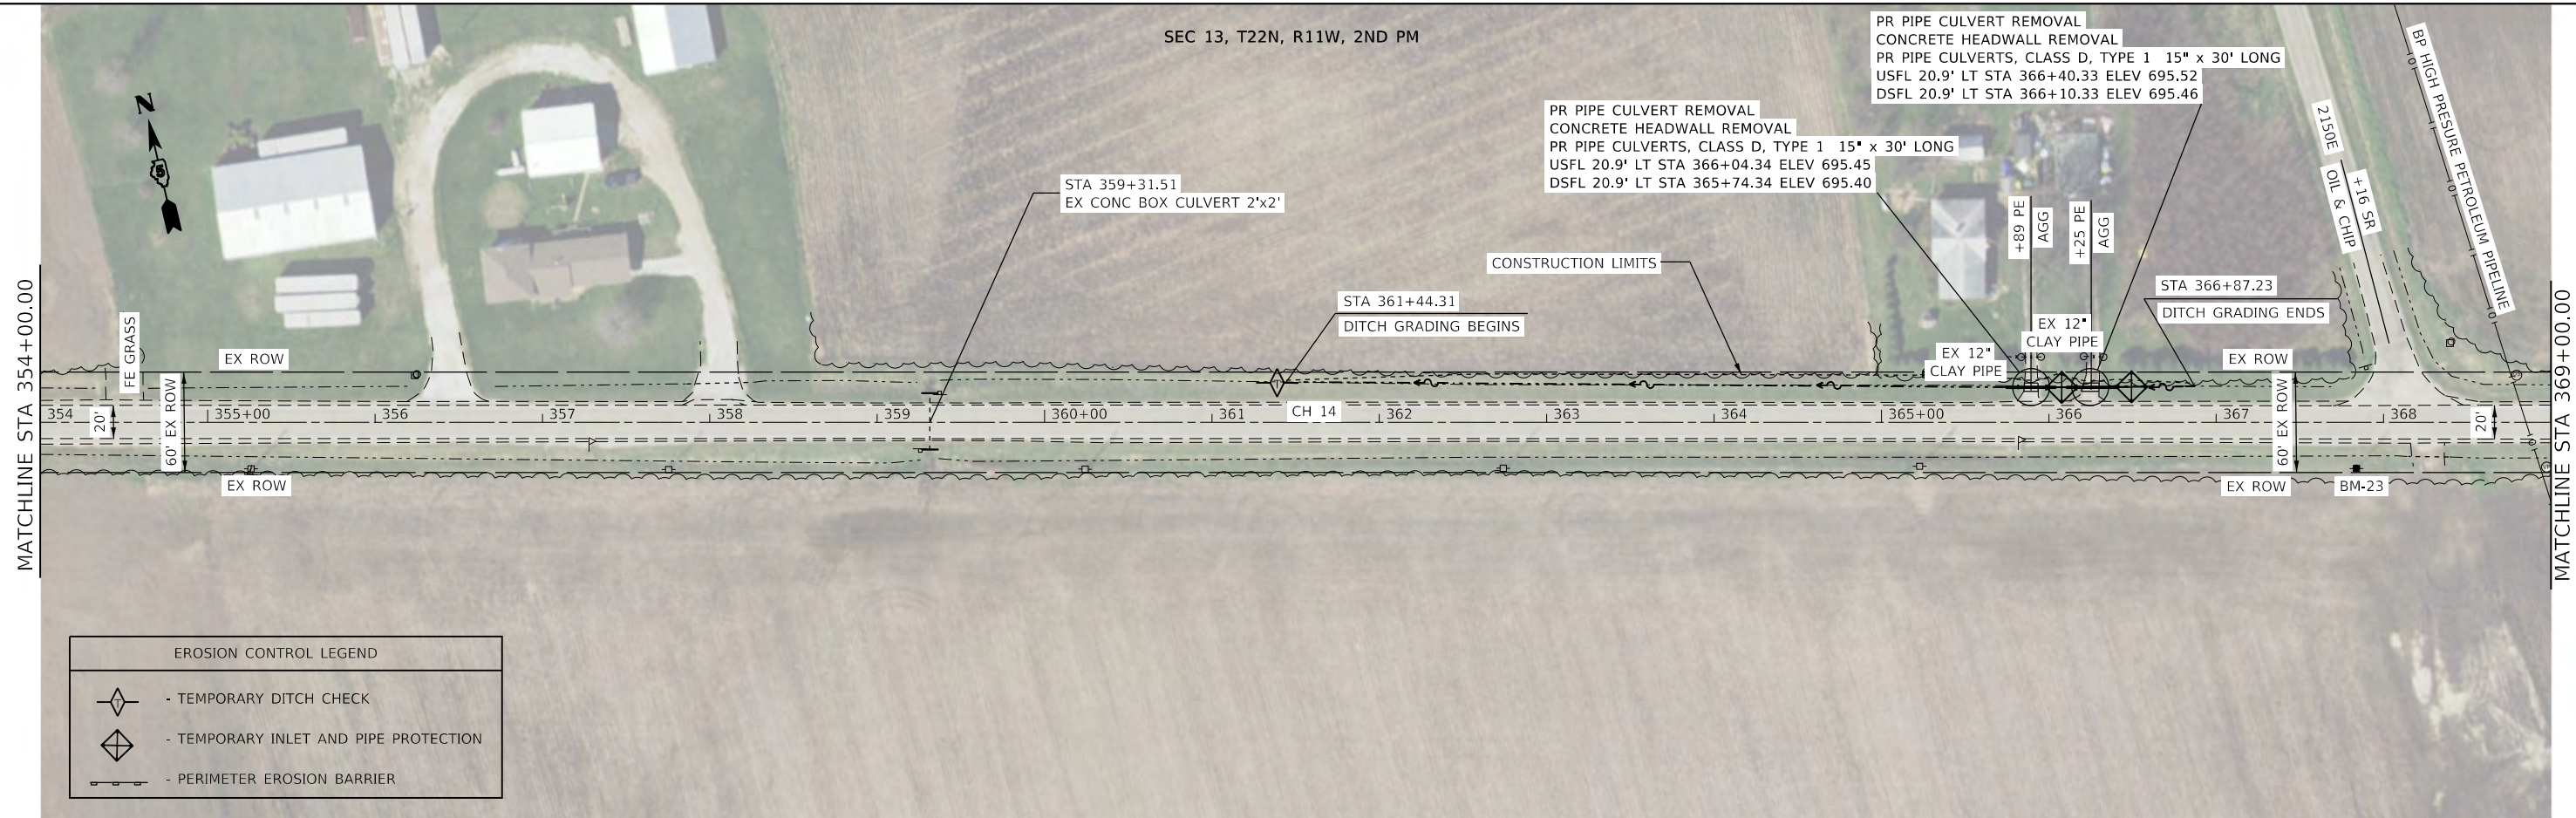 SEC 13, T22N, R11W, 2ND PM
PR PIPE CULVERT REMOVAL
CONCRETE HEADWALL REMOVAL
PR PIPE CULVERTS, CLASS D, TYPE 1 15" x 30' LONG
USFL 20.9' LT STA 366+40.33 ELEV 695.52
DSFL 20.9' LT STA 366+10.33 ELEV 695.46
PR PIPE CULVERT REMOVAL
CONCRETE HEADWALL REMOVAL
PR PIPE CULVERTS, CLASS D, TYPE 1 15" x 30' LONG
USFL 20.9' LT STA 366+04.34 ELEV 695.45
DSFL 20.9' LT STA 365+74.34 ELEV 695.40
N
5
STA 359+31.51
EX CONC BOX CULVERT 2'x2'
CONSTRUCTION LIMITS
STA 361+44.31
DITCH GRADING BEGINS
+89 PE
AGG
+25 PE
AGG
2150E
OIL & CHIP
+16 SR
BP HIGH PRESURE PETROLEUM PIPELINE
STA 366+87.23
DITCH GRADING ENDS
EX 12"
CLAY PIPE
EX 12"
CLAY PIPE
MATCHLINE STA 354+00.00
FE GRASS
EX ROW
60' EX ROW
20'
EX ROW
354
355+00
356
357
358
359
360+00
361
CH 14
362
363
364
365+00
366
367
368
EX ROW
60' EX ROW
20'
EX ROW
BM-23
MATCHLINE STA 369+00.00
EROSION CONTROL LEGEND
T
- TEMPORARY DITCH CHECK
- TEMPORARY INLET AND PIPE PROTECTION
- PERIMETER EROSION BARRIER